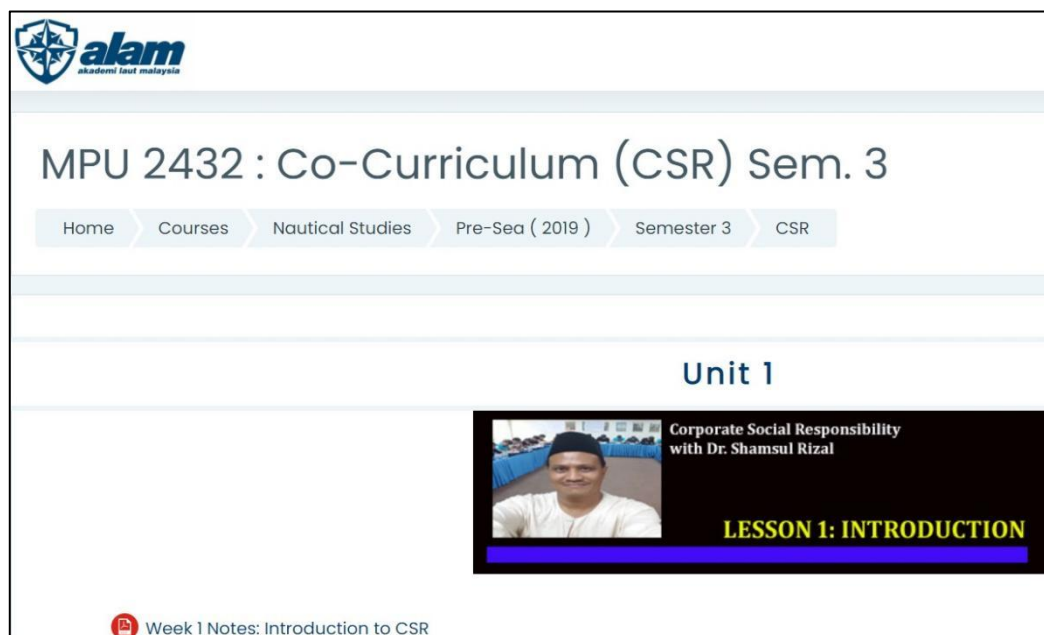 alam
akademi laut malaysia
MPU 2432 : Co-Curriculum (CSR) Sem. 3
Home Courses Nautical Studies Pre-Sea ( 2019 ) Semester 3 CSR
Unit 1
Corporate Social Responsibility
with Dr. Shamsul Rizal
LESSON 1: INTRODUCTION
Week 1 Notes: Introduction to CSR